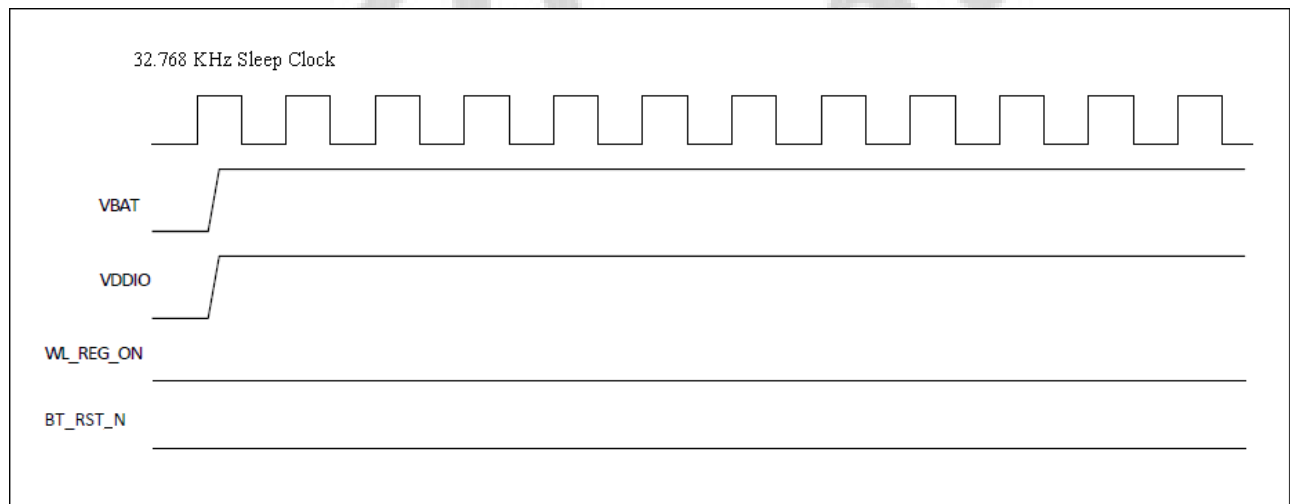 32.768 KHz Sleep Clock
VBAT
VDDIO
WL_REG_ON
BT_RST_N